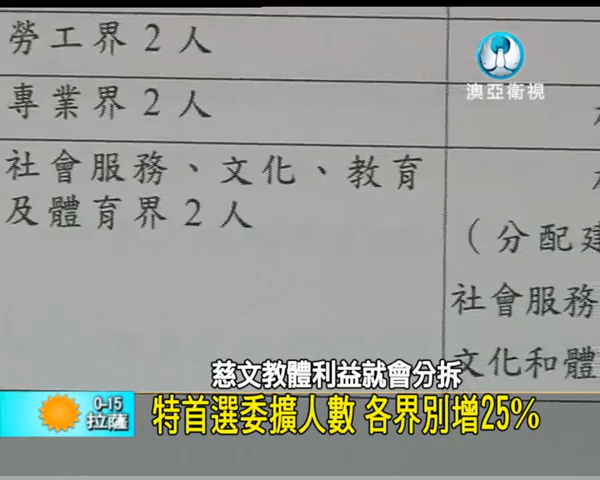 勞工界2人
澳亞衛視
專業界2人
社會服務、文化、教育
及體育界2人
（分配建
社會服務
文化和體
慈文教體利益就會分拆
0-15
拉薩
特首選委擴人數 各界別增25%